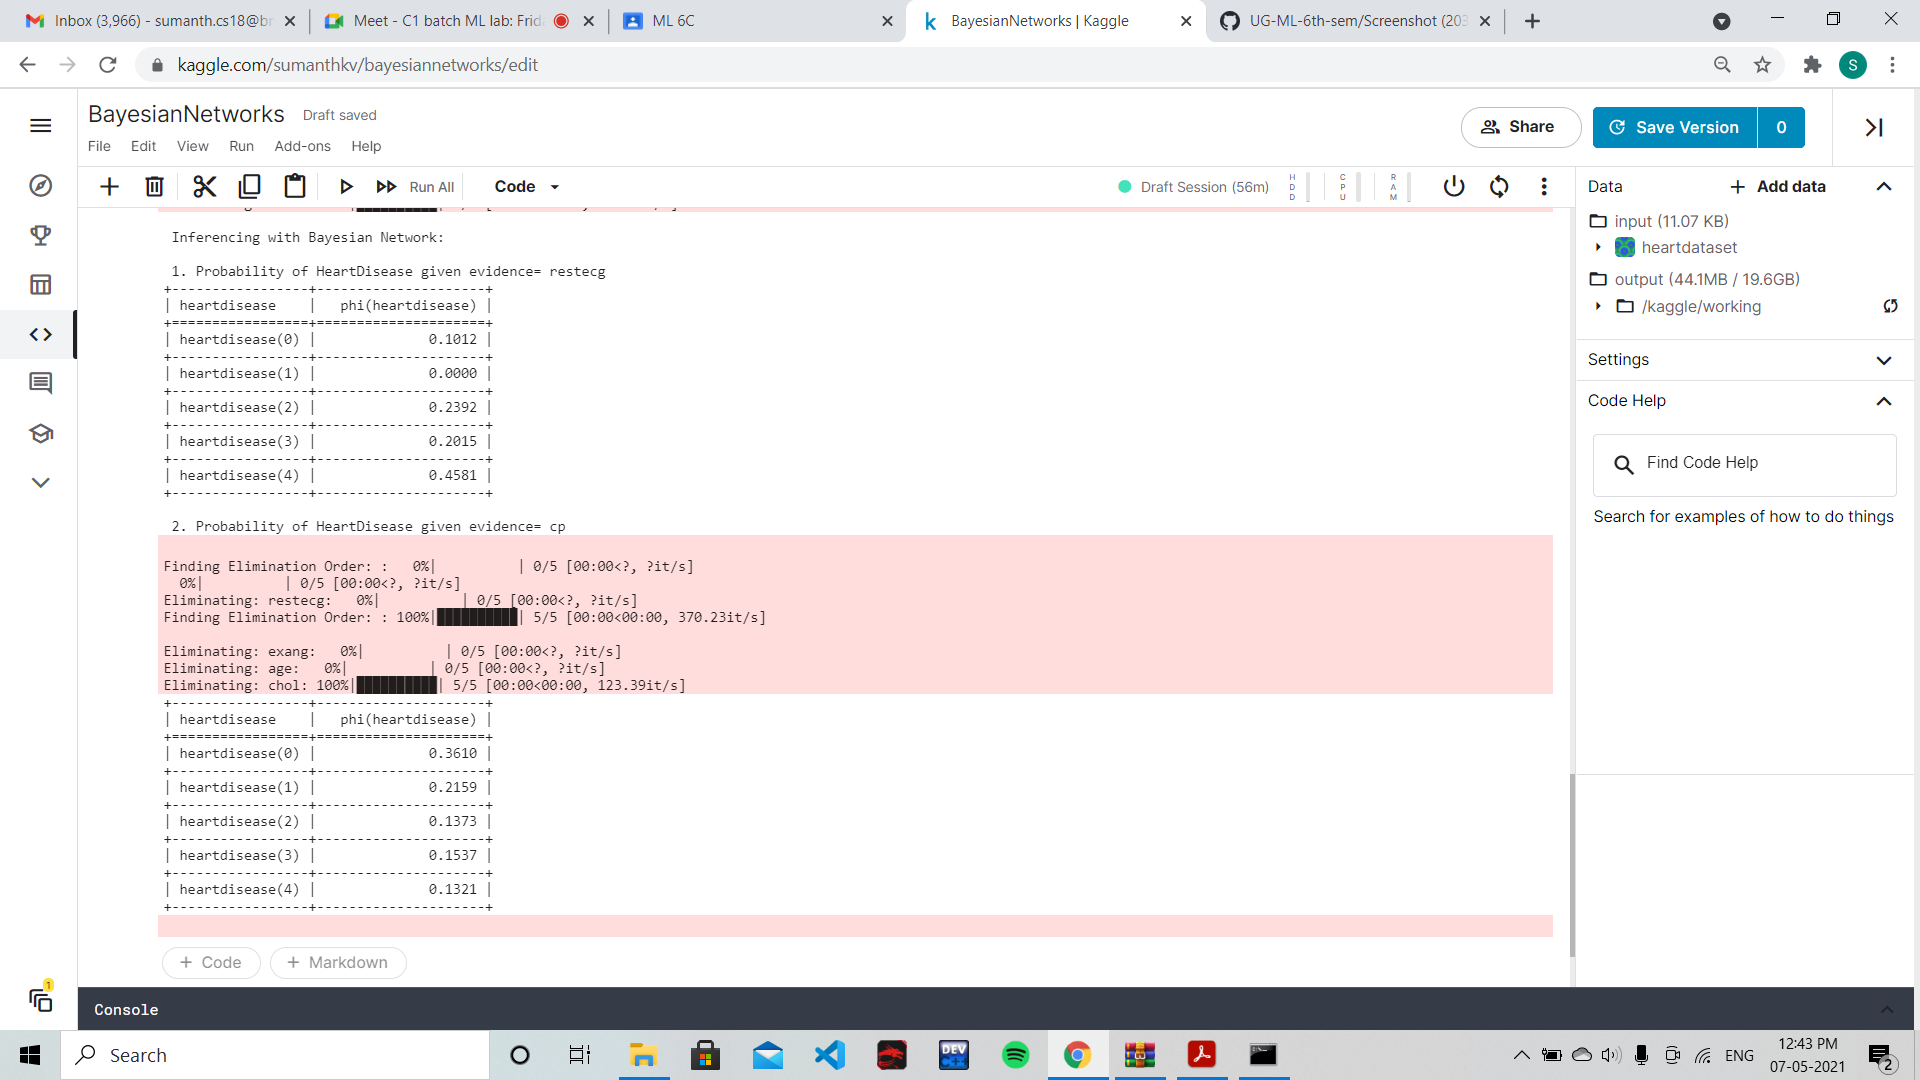 Inbox (3,966) - sumanth.cs18@b
Meet - C1 batch ML lab: Frid
ML 6C
BayesianNetworks | Kaggle
UG-ML-6th-sem/Screenshot (203
kaggle.com/sumanthkv/bayesiannetworks/edit
S
BayesianNetworks Draft saved
File Edit View Run Add-ons Help
Share
Save Version 0
Run All Code
Draft Session (56m) HDD CPU RAM
Data + Add data
input (11.07 KB)
heartdataset
output (44.1MB / 19.6GB)
/kaggle/working
Settings
Code Help
Find Code Help
Search for examples of how to do things
Inferencing with Bayesian Network:
1. Probability of HeartDisease given evidence= restecg
+-----------------+---------------------+
| heartdisease    |   phi(heartdisease) |
+=================+=====================+
| heartdisease(0) |              0.1012 |
+-----------------+---------------------+
| heartdisease(1) |              0.0000 |
+-----------------+---------------------+
| heartdisease(2) |              0.2392 |
+-----------------+---------------------+
| heartdisease(3) |              0.2015 |
+-----------------+---------------------+
| heartdisease(4) |              0.4581 |
+-----------------+---------------------+
2. Probability of HeartDisease given evidence= cp
Finding Elimination Order: :   0%|          | 0/5 [00:00<?, ?it/s]
0%|          | 0/5 [00:00<?, ?it/s]
Eliminating: restecg:   0%|          | 0/5 [00:00<?, ?it/s]
Finding Elimination Order: : 100%|██████████| 5/5 [00:00<00:00, 370.23it/s]
Eliminating: exang:   0%|          | 0/5 [00:00<?, ?it/s]
Eliminating: age:   0%|          | 0/5 [00:00<?, ?it/s]
Eliminating: chol: 100%|██████████| 5/5 [00:00<00:00, 123.39it/s]
+-----------------+---------------------+
| heartdisease    |   phi(heartdisease) |
+=================+=====================+
| heartdisease(0) |              0.3610 |
+-----------------+---------------------+
| heartdisease(1) |              0.2159 |
+-----------------+---------------------+
| heartdisease(2) |              0.1373 |
+-----------------+---------------------+
| heartdisease(3) |              0.1537 |
+-----------------+---------------------+
| heartdisease(4) |              0.1321 |
+-----------------+---------------------+
+ Code + Markdown
1
Console
Search
DEV C++
ENG
12:43 PM
07-05-2021
2